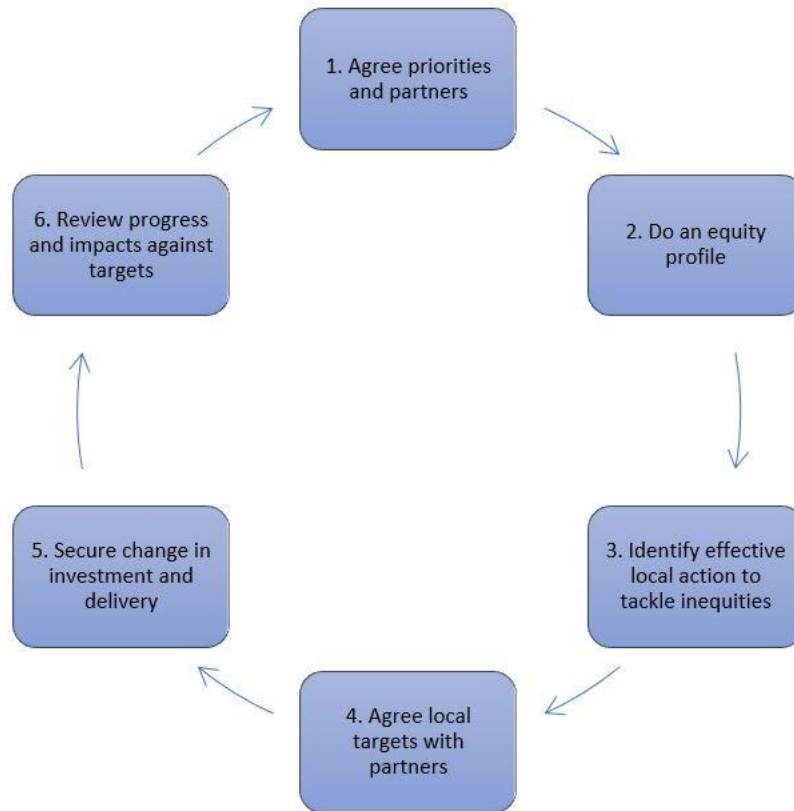 1. Agree priorities
and partners
2. Do an equity
profile
3. Identify effective
local action to
tackle inequities
4. Agree local
targets with
partners
5. Secure change in
investment and
delivery
6. Review progress
and impacts against
targets